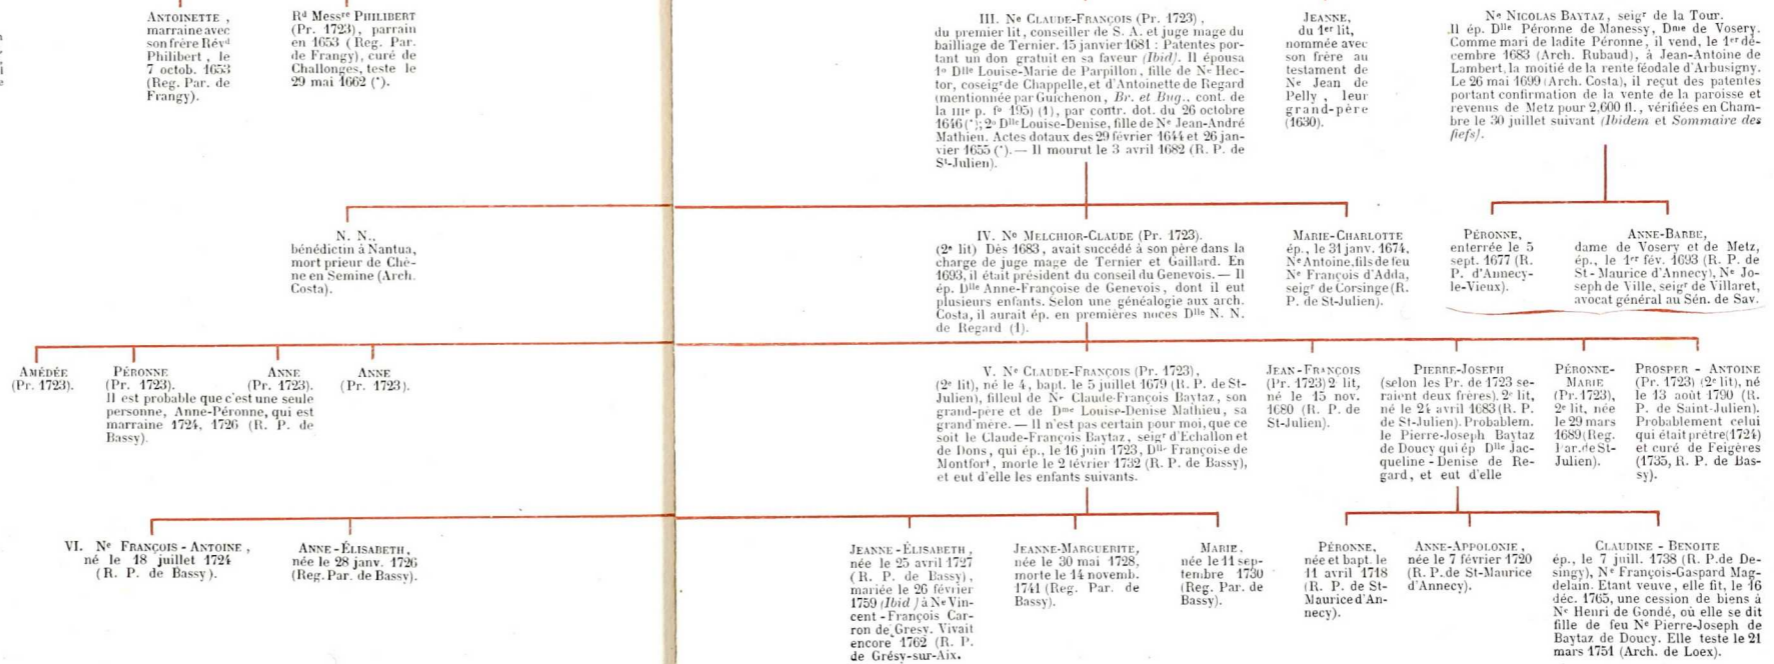 ANTOINETTE,
marraine avec
son frère Révd
Philibert, le
7 octob. 1653
(Reg. Par. de
Frangy).
Rd Messre PHILIBERT
(Pr. 1723), parrain
en 1653 (Reg. Par.
de Frangy), curé de
Challonges, teste le
29 mai 1662 (*).
III. Ne CLAUDE-FRANÇOIS (Pr. 1723),
du premier lit, conseiller de S. A. et juge mage du
bailliage de Ternier. 15 janvier 1681 : Patentes por-
tant un don gratuit en sa faveur (Ibid). Il épousa
1o Dlle Louise-Marie de Parpillon, fille de Ne Hec-
tor, coseigr de Chappelle, et d'Antoinette de Regard
(mentionnée par Guichenon, Br. et Bug., cont. de
la IIIe p. fo 195) (1), par contr. dot. du 26 octobre
1646 (*); 2o Dlle Louise-Denise, fille de Ne Jean-André
Mathieu. Actes dotaux des 29 février 1644 et 26 jan-
vier 1655 (*). — Il mourut le 3 avril 1682 (R. P. de
St-Julien).
JEANNE,
du 1er lit,
nommée avec
son frère au
testament de
Ne Jean de
Pelly, leur
grand-père
(1630).
Ne NICOLAS BAYTAZ, seigr de la Tour.
Il ép. Dlle Péronne de Manessy, Dme de Vosery.
Comme mari de ladite Péronne, il vend, le 1er dé-
cembre 1683 (Arch. Rubaud), à Jean-Antoine de
Lambert, la moitié de la rente féodale d'Arbusigny.
Le 26 mai 1699 (Arch. Costa), il reçut des patentes
portant confirmation de la vente de la paroisse et
revenus de Metz pour 2,600 fl., vérifiées en Cham-
bre le 30 juillet suivant (Ibidem et Sommaire des
fiefs).
N. N.,
bénédictin à Nantua,
mort prieur de Chê-
ne en Semine (Arch.
Costa).
IV. Ne MELCHIOR-CLAUDE (Pr. 1723).
(2e lit) Dès 1683, avait succédé à son père dans la
charge de juge mage de Ternier et Gaillard. En
1693, il était président du conseil du Genevois. — Il
ép. Dlle Anne-Françoise de Genevois, dont il eut
plusieurs enfants. Selon une généalogie aux arch.
Costa, il aurait ép. en premières noces Dlle N. N.
de Regard (1).
MARIE-CHARLOTTE
ép., le 31 janv. 1674,
Ne Antoine, fils de feu
Ne François d'Adda,
seigr de Corsinge (R.
P. de St-Julien).
PÉRONNE,
enterrée le 5
sept. 1677 (R.
P. d'Annecy-
le-Vieux).
ANNE-BARBE,
dame de Vosery et de Metz,
ép., le 1er fév. 1693 (R. P. de
St-Maurice d'Annecy), Ne Jo-
seph de Ville, seigr de Villaret,
avocat général au Sén. de Sav.
AMÉDÉE
(Pr. 1723).
PÉRONNE
(Pr. 1723).
ANNE
(Pr. 1723).
Il est probable que c'est une seule
personne, Anne-Péronne, qui est
marraine 1724, 1726 (R. P. de
Bassy).
ANNE
(Pr. 1723).
V. Ne CLAUDE-FRANÇOIS (Pr. 1723),
(2e lit), né le 4, bapt. le 5 juillet 1679 (R. P. de St-
Julien), filleul de Ne Claude-François Baytaz, son
grand-père et de Dme Louise-Denise Mathieu, sa
grand'mère. — Il n'est pas certain pour moi, que ce
soit le Claude-François Baytaz, seigr d'Echallon et
de Dons, qui ép., le 16 juin 1723, Dlle Françoise de
Montfort, morte le 2 février 1732 (R. P. de Bassy),
et eut d'elle les enfants suivants.
JEAN-FRANÇOIS
(Pr. 1723) 2e lit,
né le 15 nov.
1680 (R. P. de
St-Julien).
PIERRE-JOSEPH
(selon les Pr. de 1723 se-
raient deux frères). 2e lit,
né le 24 avril 1683 (R. P.
de St-Julien). Probablem.
le Pierre-Joseph Baytaz
de Doucy qui ép Dlle Jac-
queline-Denise de Re-
gard, et eut d'elle
PÉRONNE-
MARIE
(Pr. 1723),
2e lit, née
le 29 mars
1689 (Reg.
Par. de St-
Julien).
PROSPER-ANTOINE
(Pr. 1723) (2e lit), né
le 13 août 1790 (R.
P. de Saint-Julien).
Probablement celui
qui était prêtre (1724)
et curé de Feigères
(1735, R. P. de Bas-
sy).
VI. Ne FRANÇOIS-ANTOINE,
né le 18 juillet 1724
(R. P. de Bassy).
ANNE-ÉLISABETH,
née le 28 janv. 1726
(Reg. Par. de Bassy).
JEANNE-ÉLISABETH,
née le 25 avril 1727
(R. P. de Bassy),
mariée le 26 février
1759 (Ibid) à Ne Vin-
cent-François Car-
ron de Gresy. Vivait
encore 1762 (R. P.
de Grésy-sur-Aix.
JEANNE-MARGUERITE,
née le 30 mai 1728,
morte le 14 novemb.
1741 (Reg. Par. de
Bassy).
MARIE,
née le 11 sep-
tembre 1730
(Reg. Par. de
Bassy).
PÉRONNE,
née et bapt. le
11 avril 1718
(R. P. de St-
Maurice d'An-
necy).
ANNE-APPOLONIE,
née le 7 février 1720
(R. P. de St-Maurice
d'Annecy).
CLAUDINE-BENOITE
ép., le 7 juill. 1738 (R. P. de De-
singy), Ne François-Gaspard Mag-
delain. Etant veuve, elle fit, le 16
déc. 1765, une cession de biens à
Ne Henri de Gondé, où elle se dit
fille de feu Ne Pierre-Joseph de
Baytaz de Doucy. Elle teste le 21
mars 1751 (Arch. de Loex).